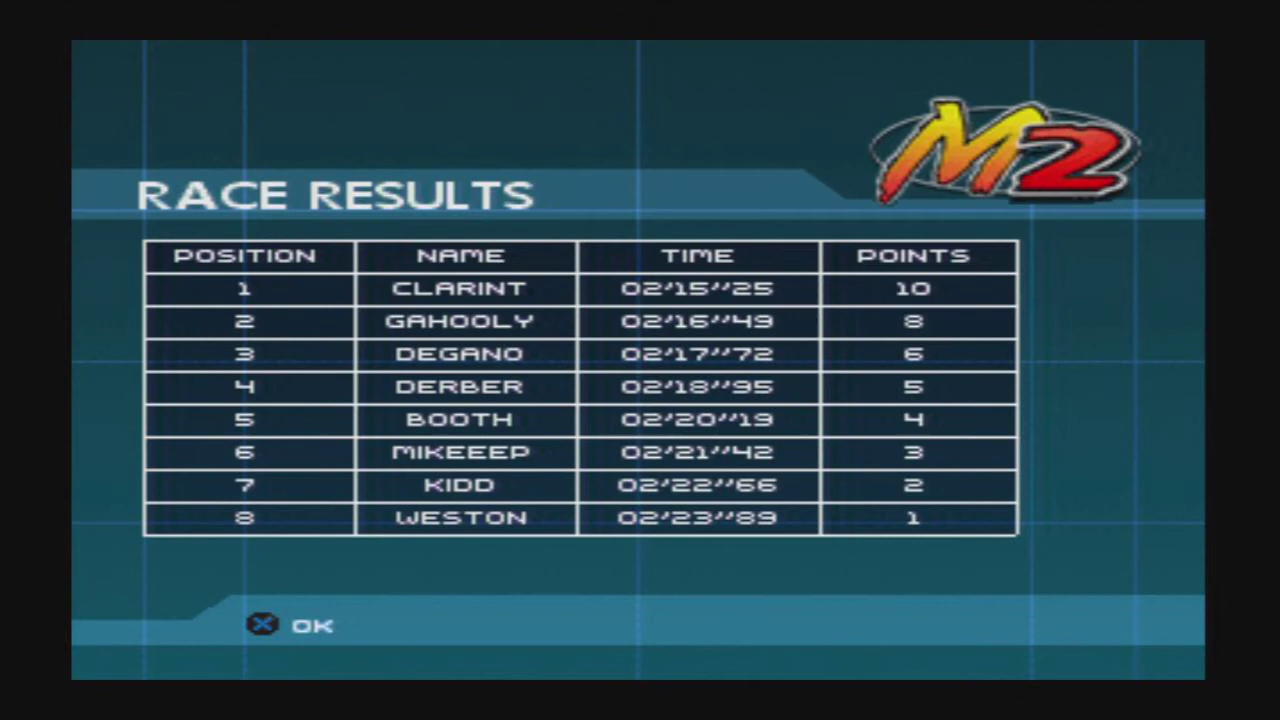 M2
RACE RESULTS
POSITION NAME TIME POINTS
1 CLARINT 02'15"25 10
2 GAHOOLY 02'16"49 8
3 DEGANO 02'17"72 6
4 DERBER 02'18"95 5
5 BOOTH 02'20"19 4
6 MIKEEEP 02'21"42 3
7 KIDD 02'22"66 2
8 WESTON 02'23"89 1
OK